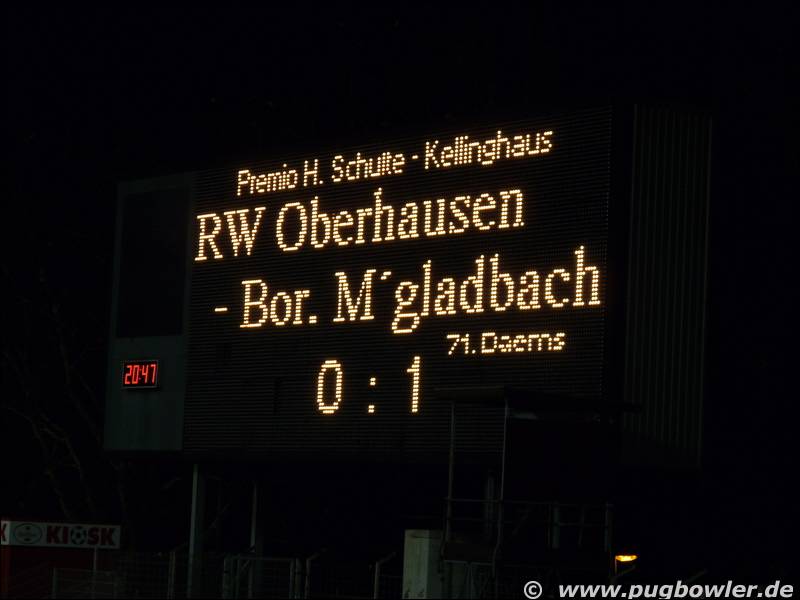 Premio H. Schulte - Kellinghaus
RW Oberhausen
- Bor. M´gladbach
71. Daems
0 : 1
20:47
KIOSK
© www.pugbowler.de